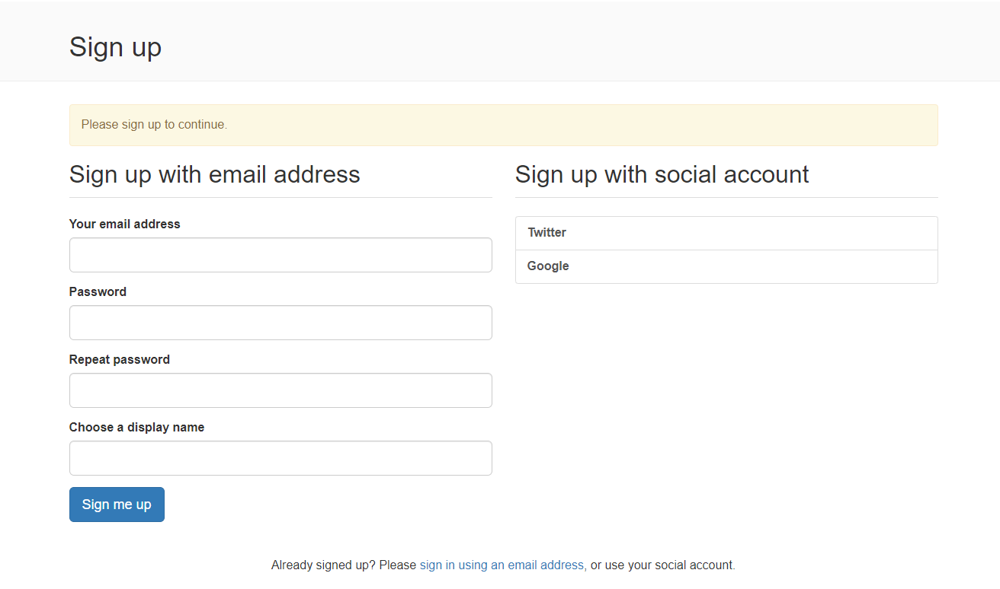 Sign up
Please sign up to continue.
Sign up with email address
Your email address
Password
Repeat password
Choose a display name
Sign me up
Sign up with social account
Twitter
Google
Already signed up? Please sign in using an email address, or use your social account.